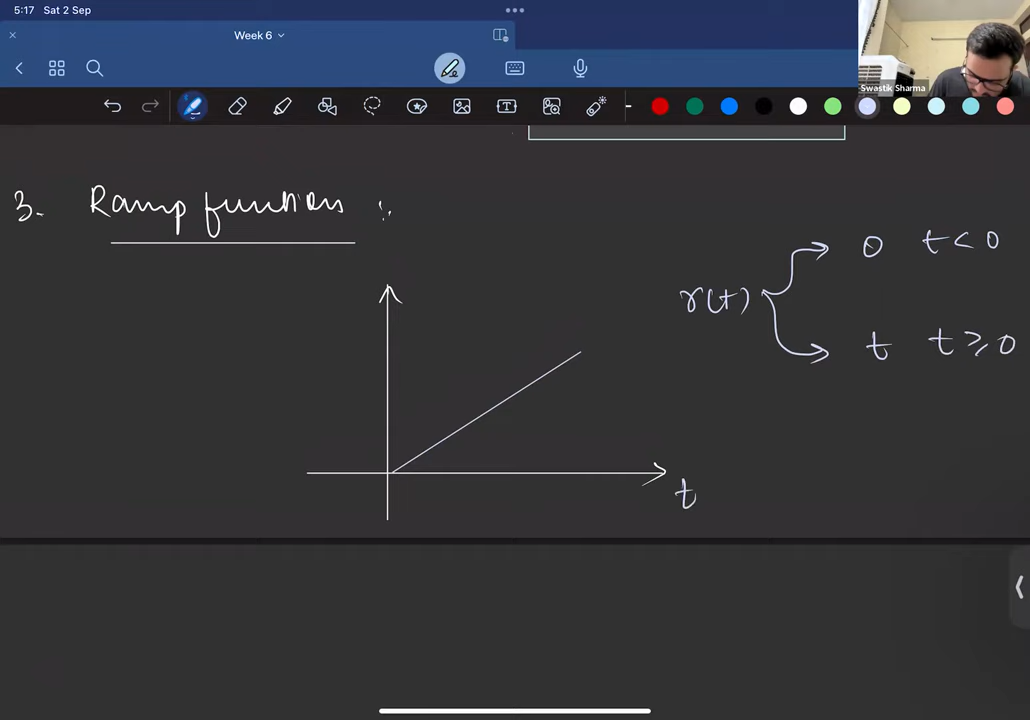 5:17 Sat 2 Sep
Week 6
Swastik Sharma
3. Ramp function :
r(t)
0 t < 0
t t ≥ 0
t